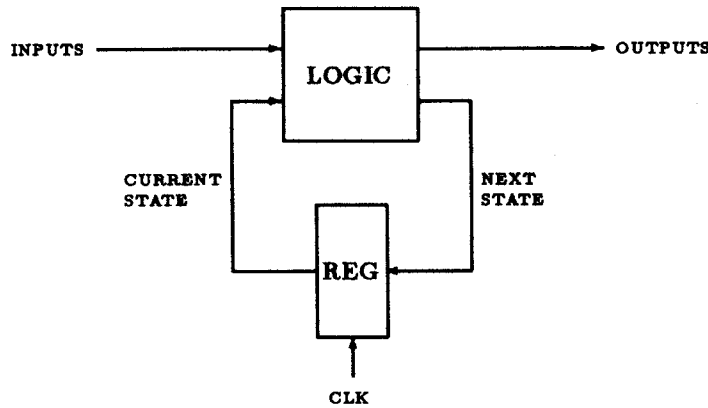 INPUTS
LOGIC
OUTPUTS
CURRENT
STATE
NEXT
STATE
REG
CLK